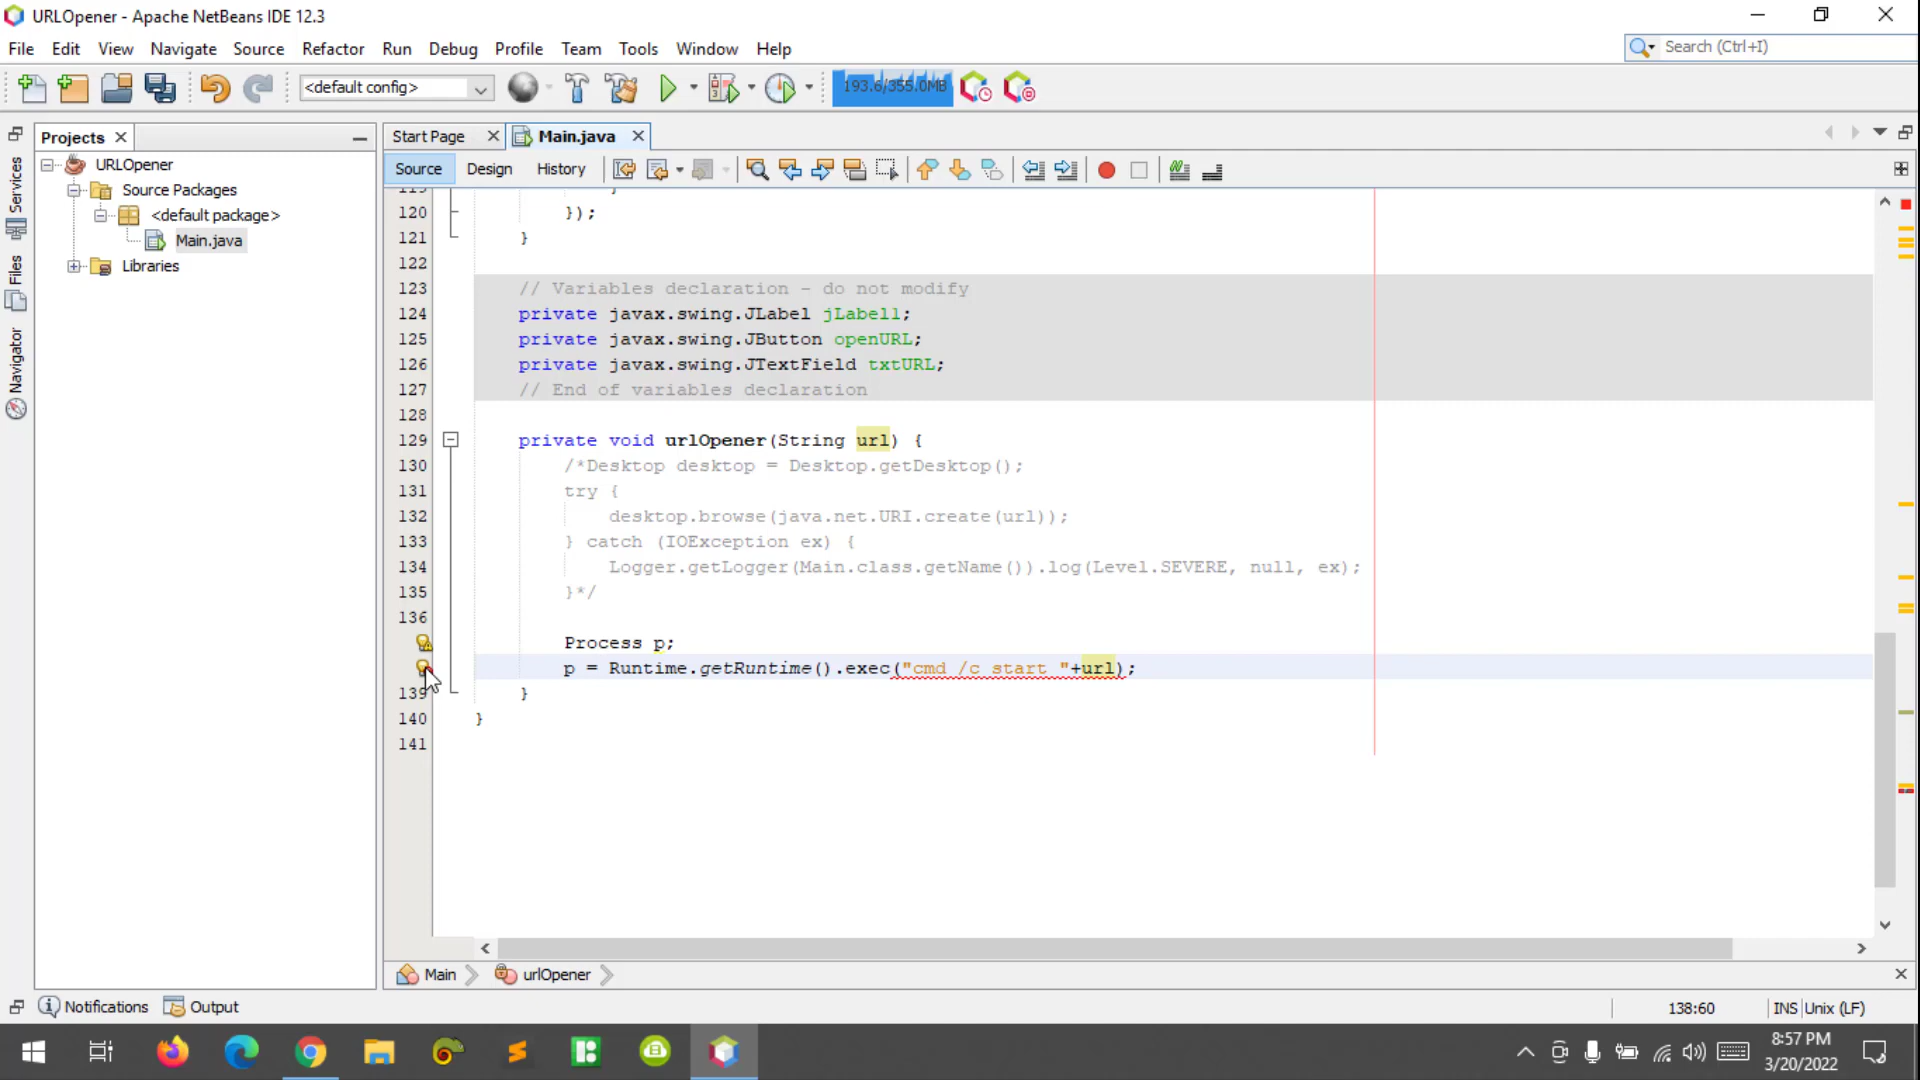 URLOpener - Apache NetBeans IDE 12.3
File Edit View Navigate Source Refactor Run Debug Profile Team Tools Window Help
Search (Ctrl+I)
<default config>
193.6/355.0MB
Projects
Start Page
Main.java
Source Design History
Services
Files
Navigator
URLOpener
Source Packages
<default package>
Main.java
Libraries
119 }
120 });
121 }
122
123 // Variables declaration - do not modify
124 private javax.swing.JLabel jLabel1;
125 private javax.swing.JButton openURL;
126 private javax.swing.JTextField txtURL;
127 // End of variables declaration
128
129 private void urlOpener(String url) {
130 /*Desktop desktop = Desktop.getDesktop();
131 try {
132 desktop.browse(java.net.URI.create(url));
133 } catch (IOException ex) {
134 Logger.getLogger(Main.class.getName()).log(Level.SEVERE, null, ex);
135 }*/
136
Process p;
p = Runtime.getRuntime().exec("cmd /c start "+url);
139 }
140 }
141
Main urlOpener
Notifications Output
138:60 INS Unix (LF)
8:57 PM
3/20/2022